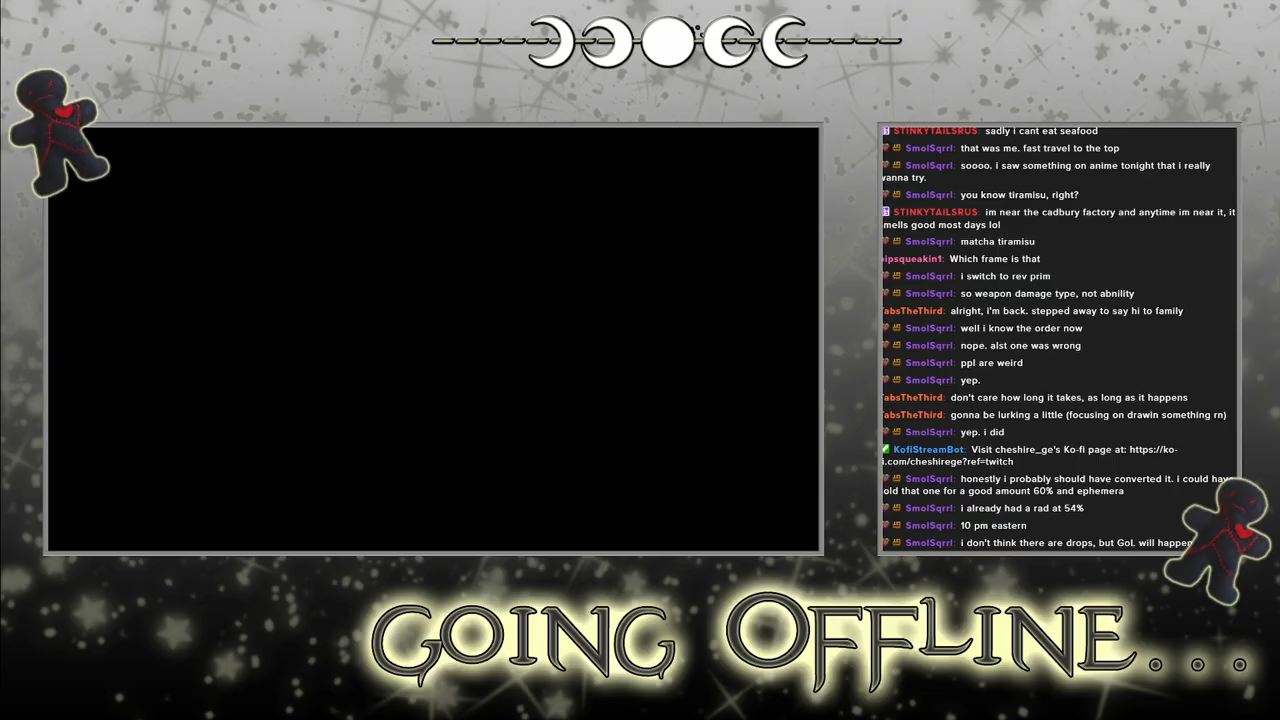 STINKYTAILSRUS: sadly i cant eat seafood
SmolSqrrl: that was me. fast travel to the top
SmolSqrrl: soooo. i saw something on anime tonight that i really
wanna try.
SmolSqrrl: you know tiramisu, right?
STINKYTAILSRUS: im near the cadbury factory and anytime im near it, it
mells good most days lol
SmolSqrrl: matcha tiramisu
ipsqueakin1: Which frame is that
SmolSqrrl: i switch to rev prim
SmolSqrrl: so weapon damage type, not abnility
TabsTheThird: alright, i'm back. stepped away to say hi to family
SmolSqrrl: well i know the order now
SmolSqrrl: nope. alst one was wrong
SmolSqrrl: ppl are weird
SmolSqrrl: yep.
TabsTheThird: don't care how long it takes, as long as it happens
TabsTheThird: gonna be lurking a little (focusing on drawin something rn)
SmolSqrrl: yep. i did
KofiStreamBot: Visit cheshire_ge's Ko-fi page at: https://ko-
i.com/cheshirege?ref=twitch
SmolSqrrl: honestly i probably should have converted it. i could have
old that one for a good amount 60% and ephemera
SmolSqrrl: i already had a rad at 54%
SmolSqrrl: 10 pm eastern
SmolSqrrl: i don't think there are drops, but GoL will happen
Going Offline...